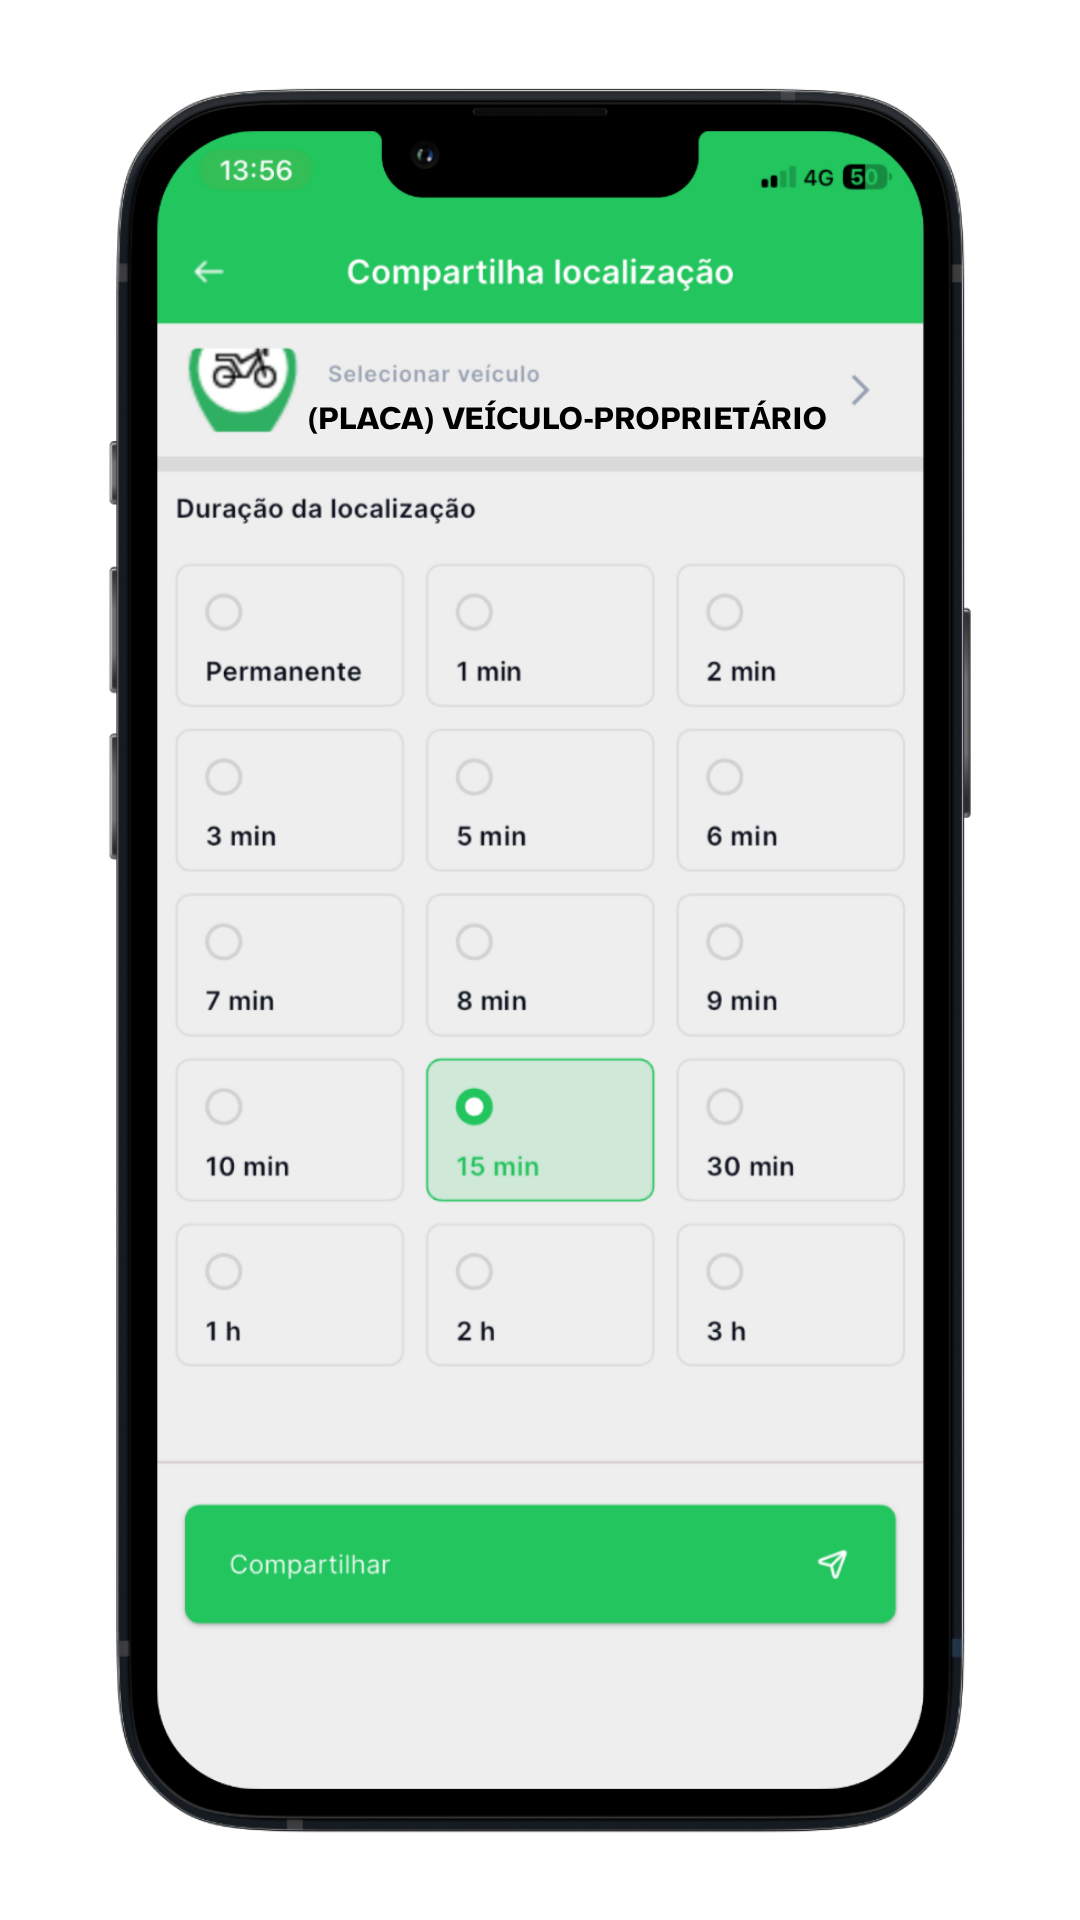 13:56
4G 50
Compartilha localização
Selecionar veículo
(PLACA) VEÍCULO-PROPRIETÁRIO
Duração da localização
Permanente 1 min 2 min
3 min 5 min 6 min
7 min 8 min 9 min
10 min 15 min 30 min
1 h 2 h 3 h
Compartilhar